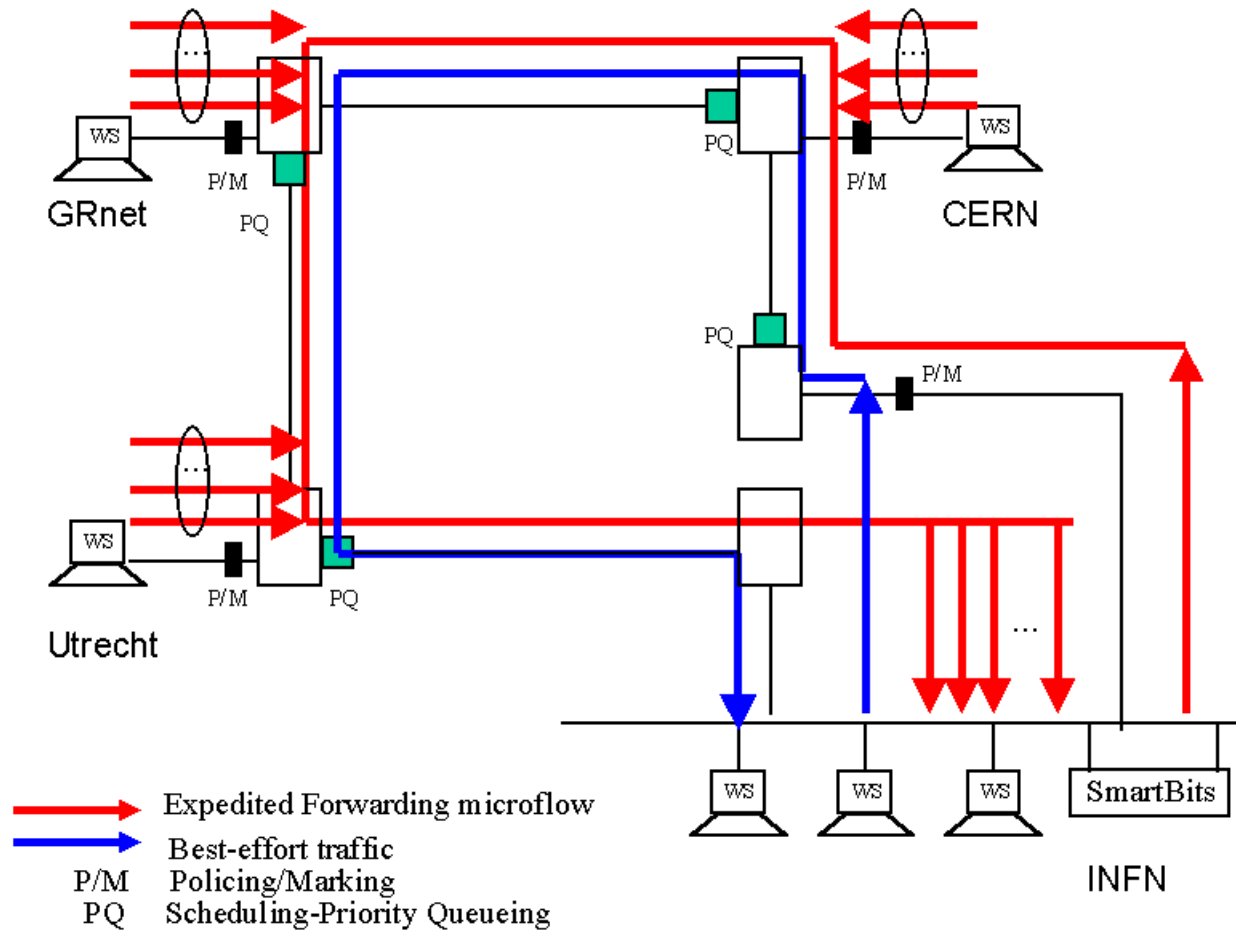 ...
...
WS
P/M
PQ
GRnet
PQ
P/M
WS
CERN
PQ
P/M
...
WS
P/M
PQ
Utrecht
...
WS
WS
WS
SmartBits
INFN
Expedited Forwarding microflow
Best-effort traffic
P/M Policing/Marking
PQ Scheduling-Priority Queueing